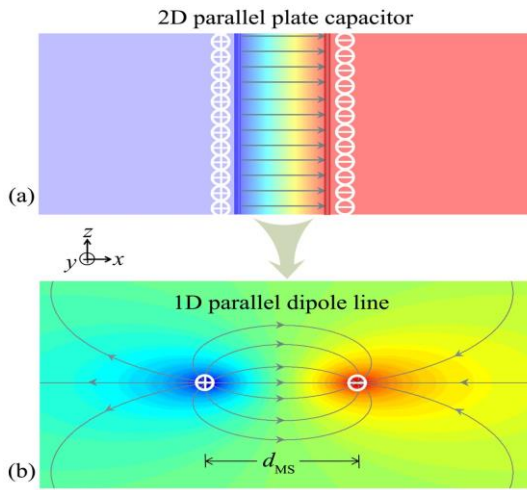 2D parallel plate capacitor
(a)
z
y x
1D parallel dipole line
d_MS
(b)